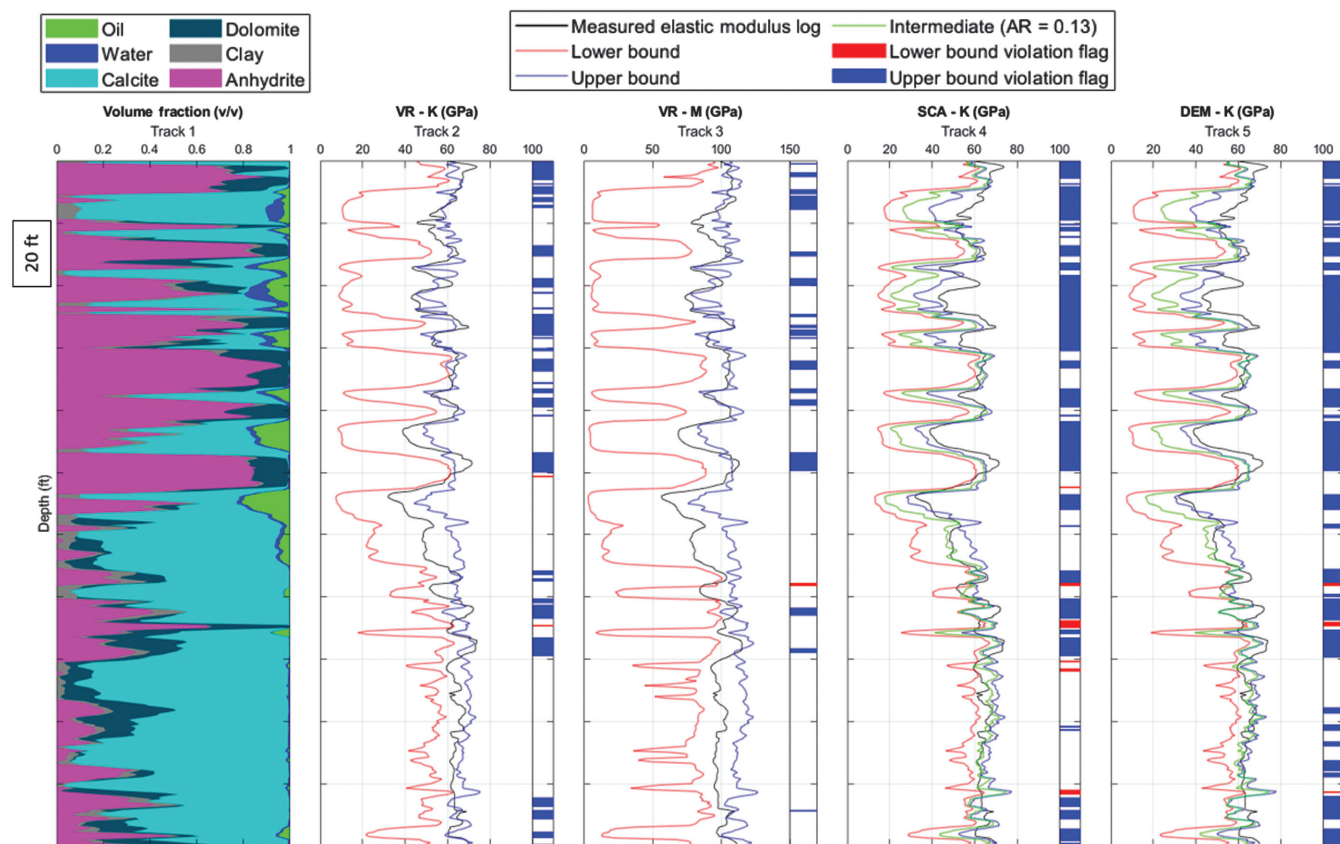 Oil
Dolomite
Water
Clay
Calcite
Anhydrite
Measured elastic modulus log
Intermediate (AR = 0.13)
Lower bound
Lower bound violation flag
Upper bound
Upper bound violation flag
Volume fraction (v/v)
VR - K (GPa)
VR - M (GPa)
SCA - K (GPa)
DEM - K (GPa)
Track 1
Track 2
Track 3
Track 4
Track 5
0 0.2 0.4 0.6 0.8 1
0 20 40 60 80 100
0 50 100 150
0 20 40 60 80 100
0 20 40 60 80 100
20 ft
Depth (ft)